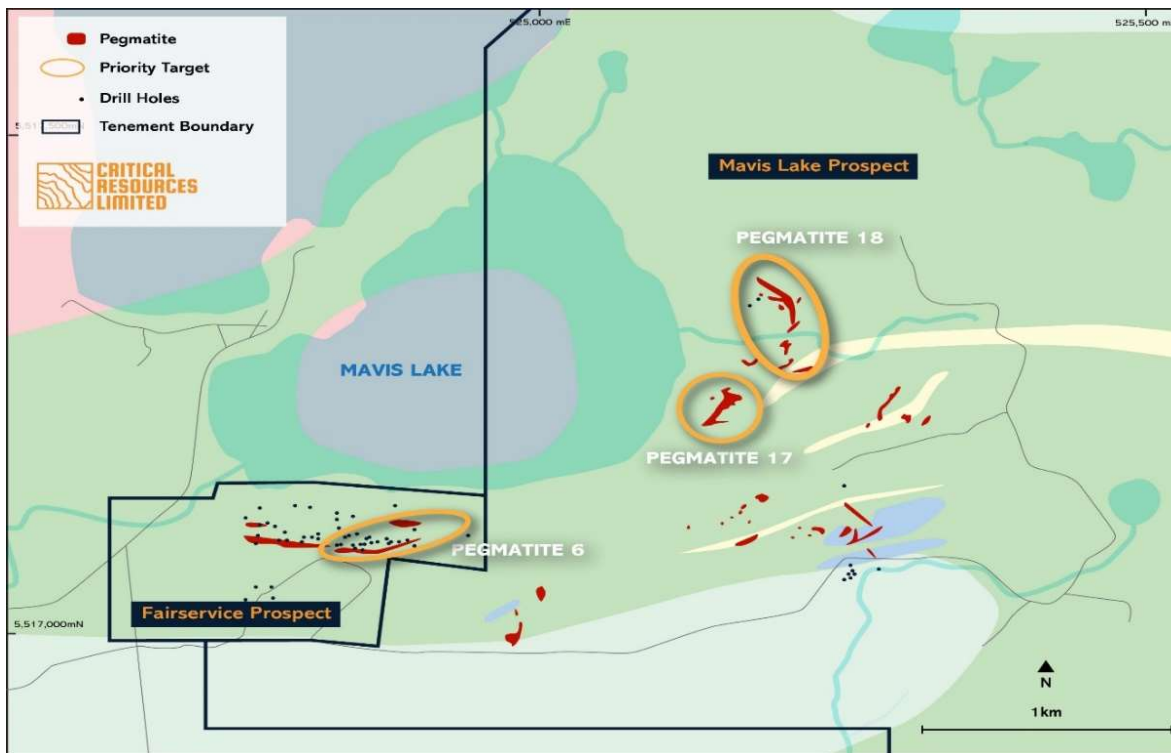 525,000 mE
525,500 m
Pegmatite
Priority Target
Drill Holes
Tenement Boundary
CRITICAL
RESOURCES
LIMITED
Mavis Lake Prospect
PEGMATITE 18
MAVIS LAKE
PEGMATITE 17
PEGMATITE 6
Fairservice Prospect
5,517,000mN
N
1km